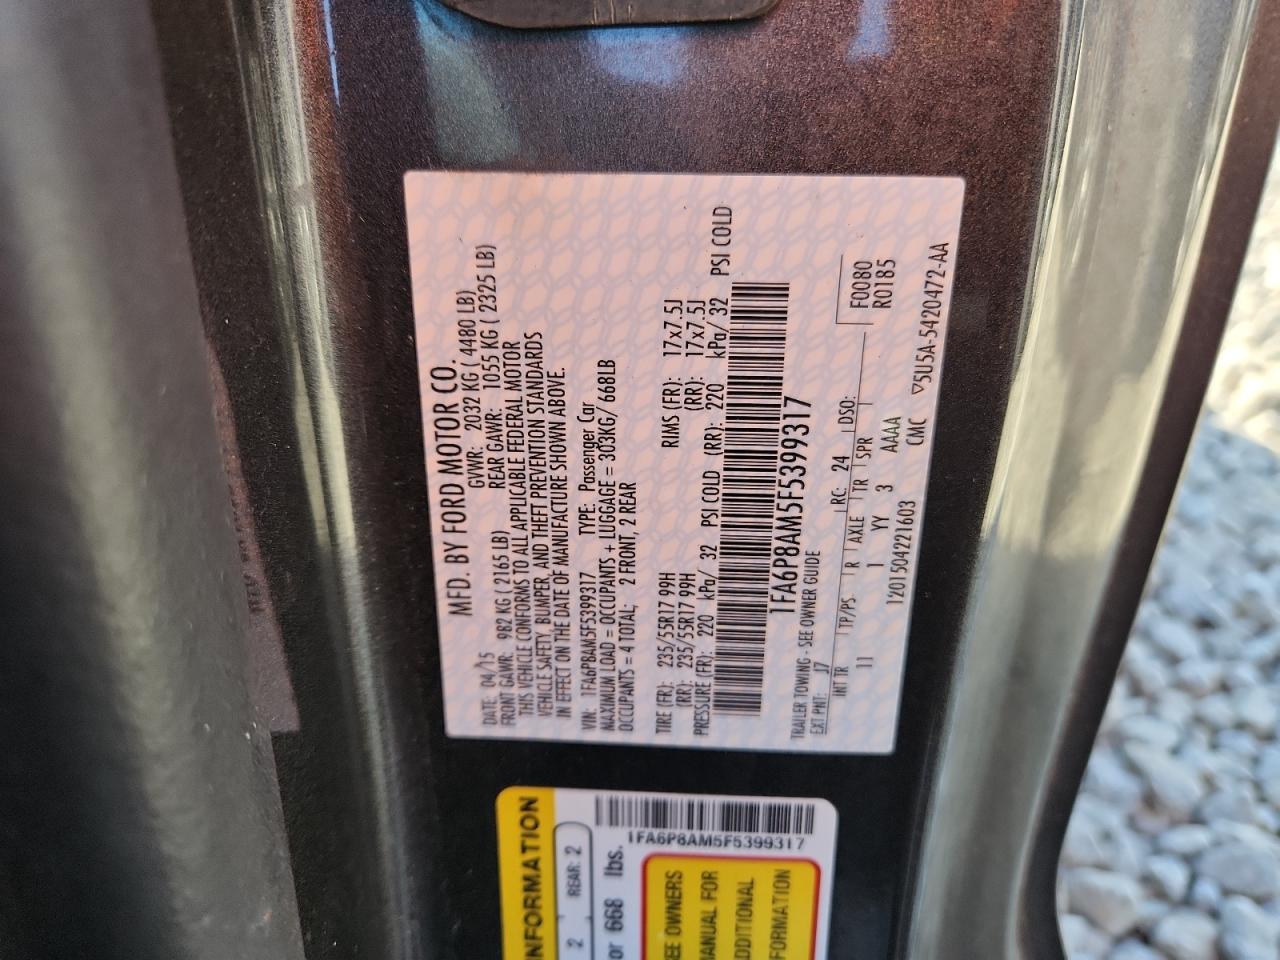 MFD. BY FORD MOTOR CO.
DATE: 04/15 GVWR: 2032 KG ( 4480 LB)
FRONT GAWR: 982 KG ( 2165 LB) REAR GAWR: 1055 KG ( 2325 LB)
THIS VEHICLE CONFORMS TO ALL APPLICABLE FEDERAL MOTOR
VEHICLE SAFETY, BUMPER, AND THEFT PREVENTION STANDARDS
IN EFFECT ON THE DATE OF MANUFACTURE SHOWN ABOVE.
VIN: 1FA6P8AM5F5399317 TYPE: Passenger Car
MAXIMUM LOAD = OCCUPANTS + LUGGAGE = 303KG/ 668LB
OCCUPANTS = 4 TOTAL; 2 FRONT, 2 REAR
TIRE (FR): 235/55R17 99H RIMS (FR): 17x7.5J
(RR): 235/55R17 99H (RR): 17x7.5J
PRESSURE (FR): 220 kPa/ 32 PSI COLD (RR): 220 kPa/ 32 PSI COLD
1FA6P8AM5F5399317
TRAILER TOWING - SEE OWNER GUIDE
EXT PNT: J7 RC: 24 DSO: F0080
INT TR TP/PS R AXLE TR SPR R0185
11 1 YY 3 AAAA
1201504221603 CMC ▽5U5A-5420472-AA
INFORMATION
2 REAR: 2
or 668 lbs.
1FA6P8AM5F5399317
SEE OWNERS
MANUAL FOR
ADDITIONAL
INFORMATION